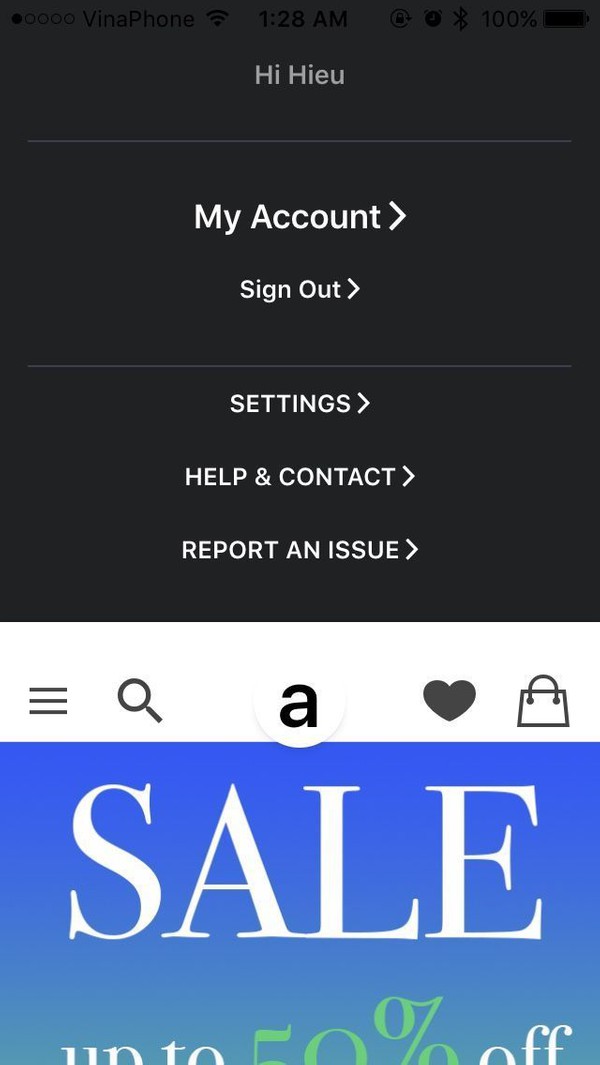 VinaPhone 1:28 AM 100%
Hi Hieu
My Account
Sign Out
SETTINGS
HELP & CONTACT
REPORT AN ISSUE
a
SALE
up to 50% off